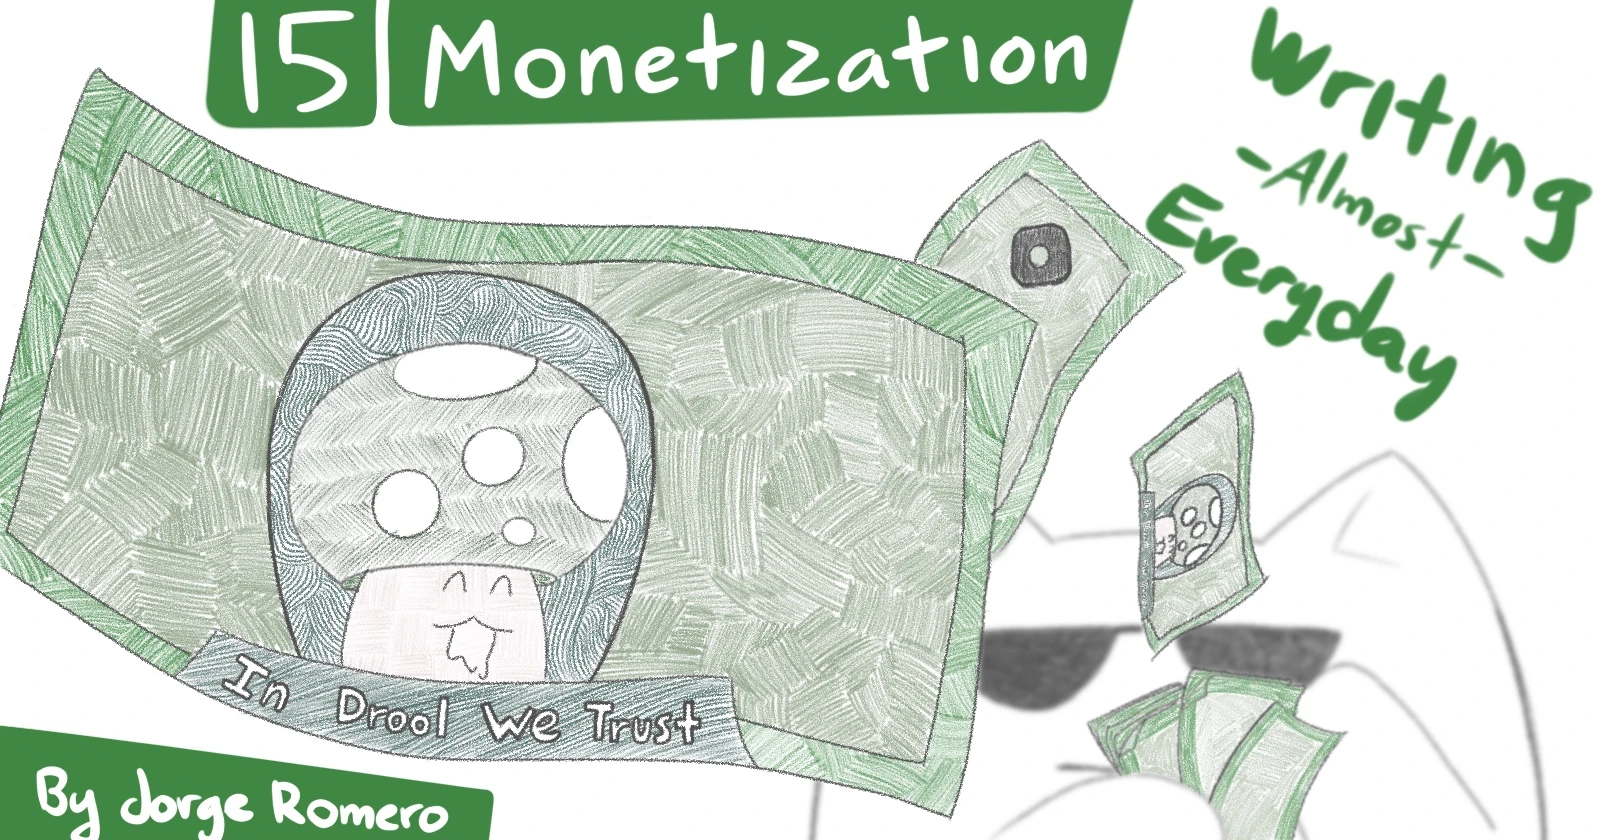 15 Monetization
Writing
-Almost-
Everyday
In Drool We Trust
By Jorge Romero